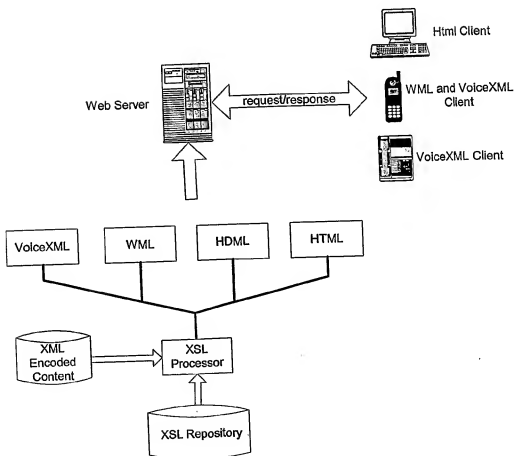 Html Client
Web Server
request/response
WML and VoiceXML
Client
VoiceXML Client
VoiceXML
WML
HDML
HTML
XML
Encoded
Content
XSL
Processor
XSL Repository